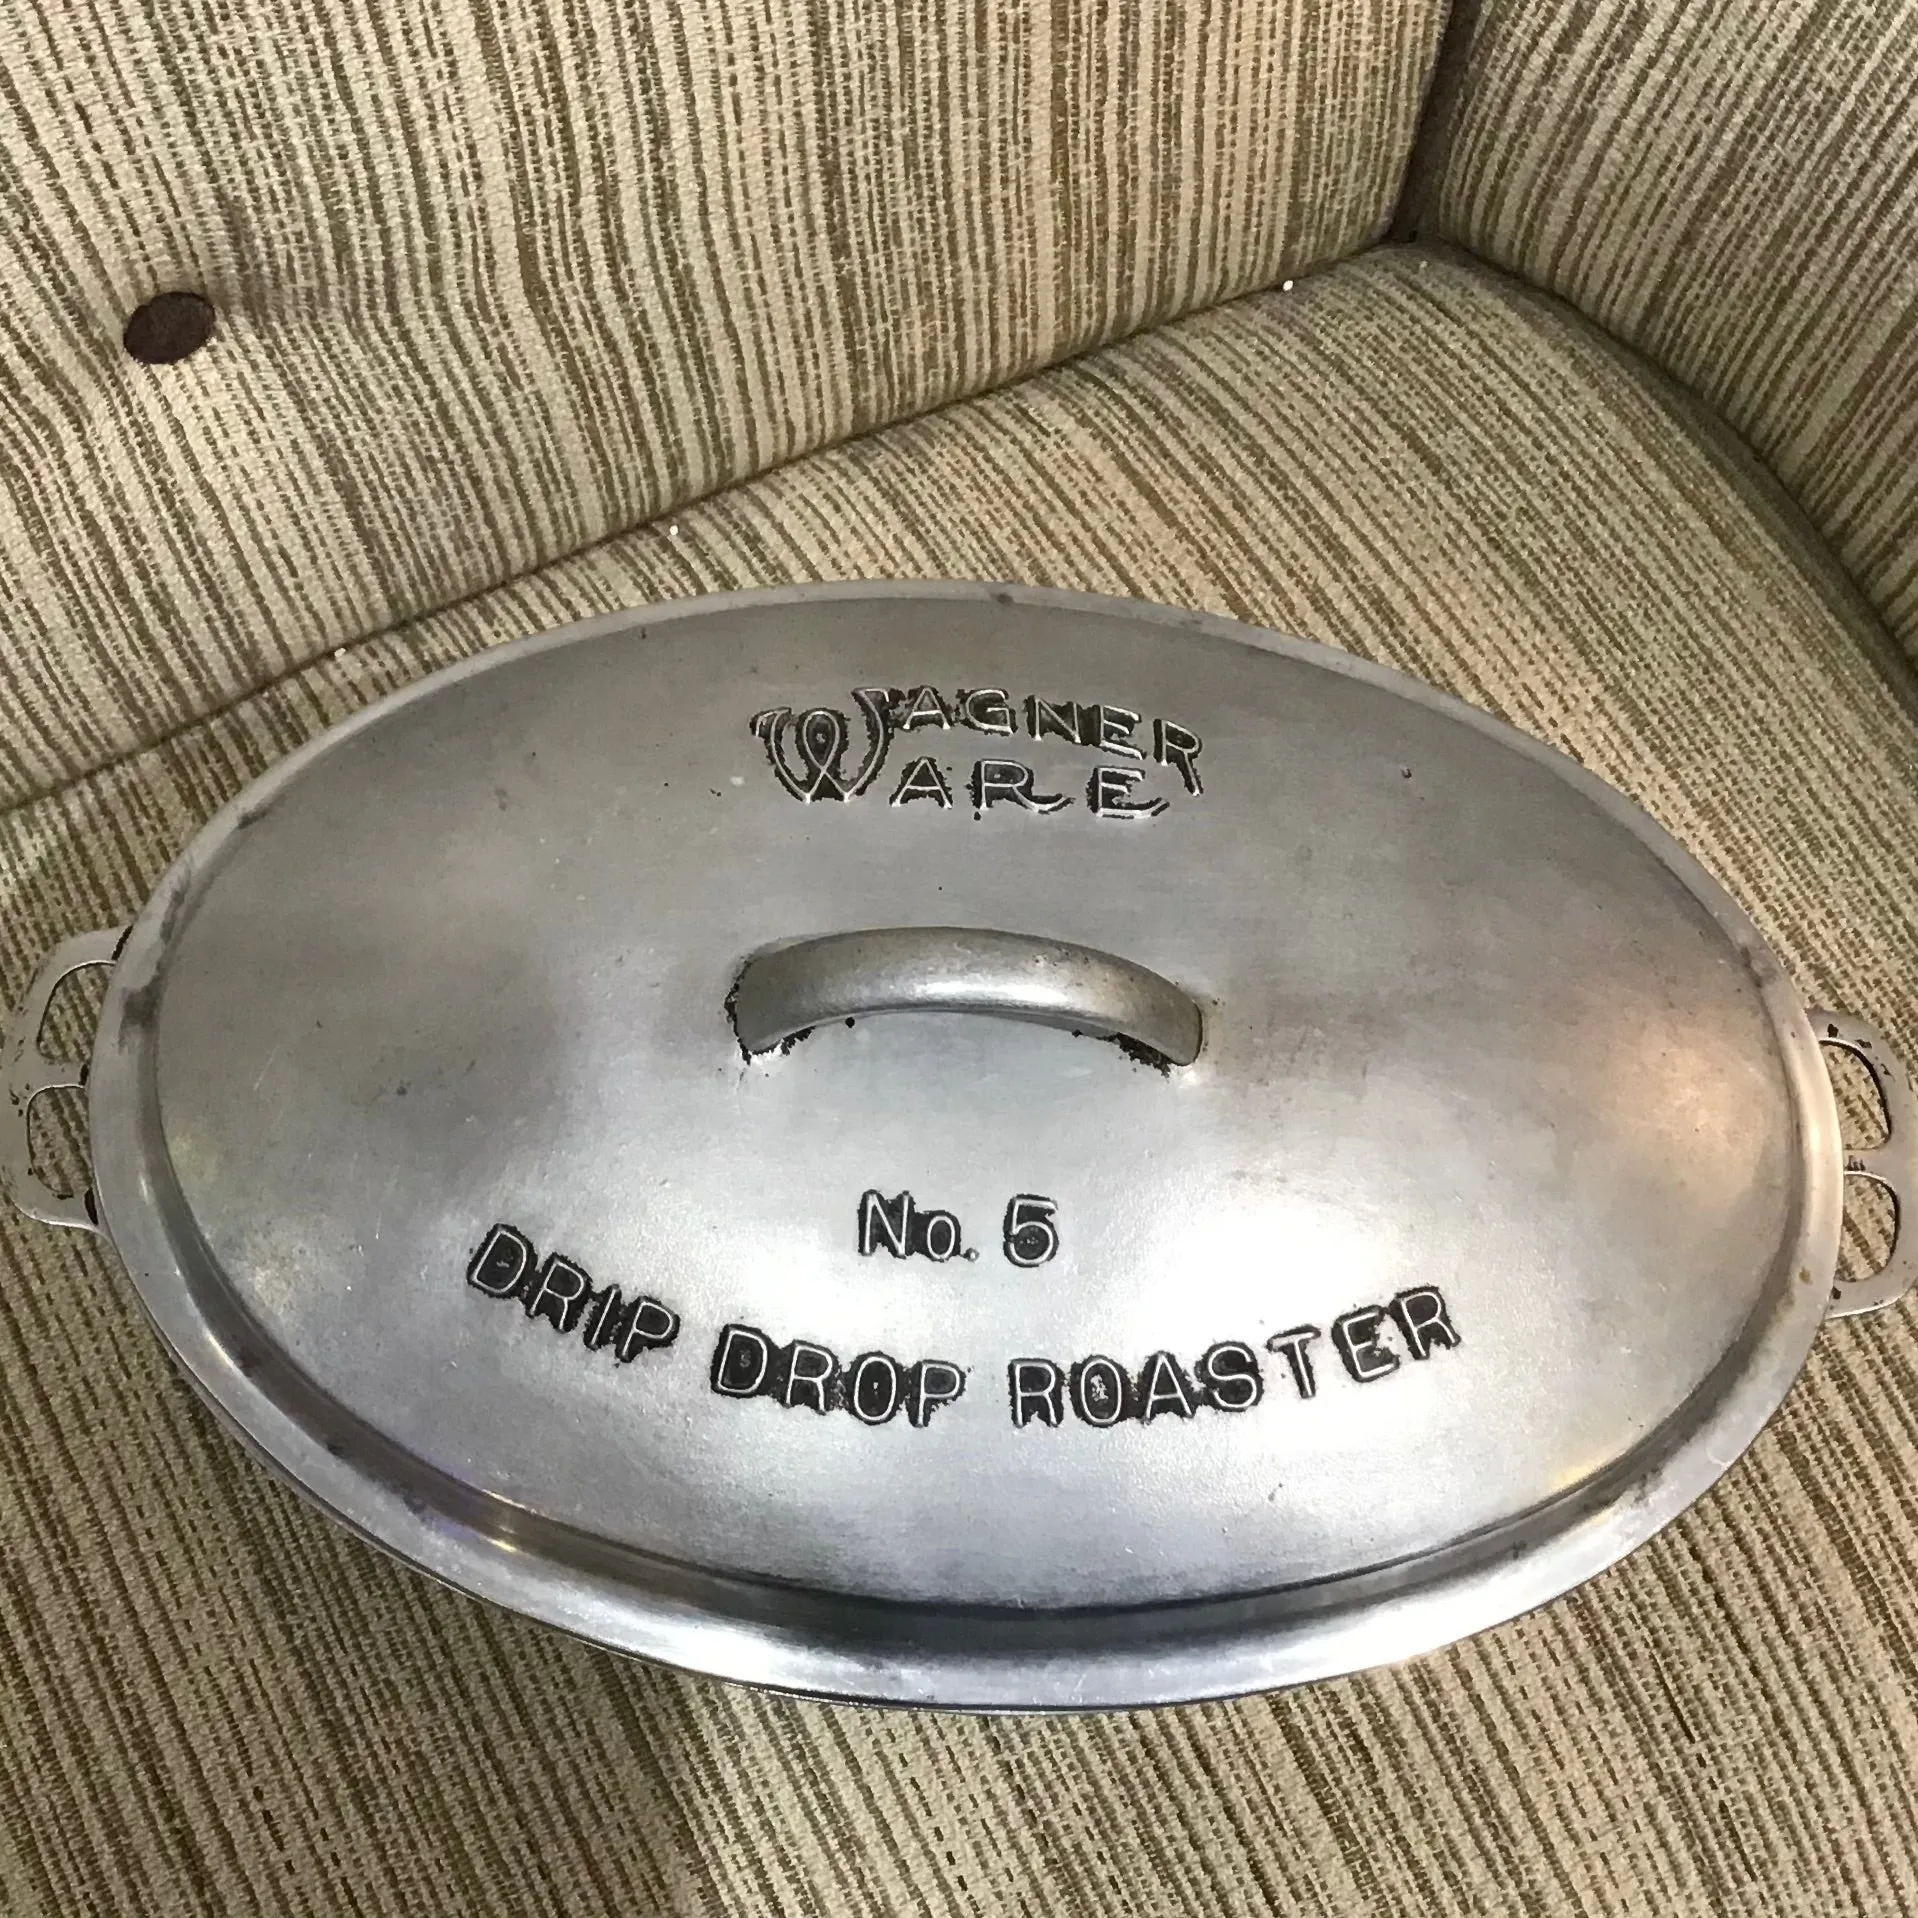 WAGNER
WARE
No. 5
DRIP DROP ROASTER